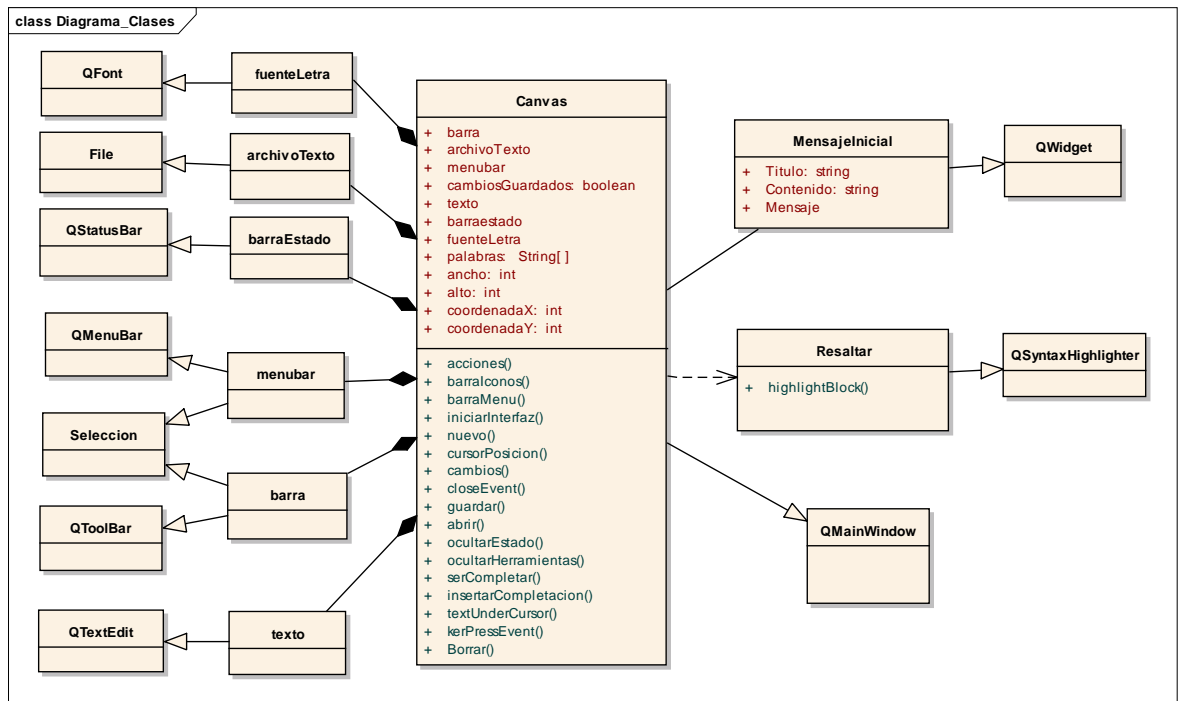 class Diagrama_Clases
QFont
fuenteLetra
File
archivoTexto
QStatusBar
barraEstado
QMenuBar
menubar
Seleccion
barra
QToolBar
QTextEdit
texto
Canvas
+ barra
+ archivoTexto
+ menubar
+ cambiosGuardados: boolean
+ texto
+ barraestado
+ fuenteLetra
+ palabras: String[ ]
+ ancho: int
+ alto: int
+ coordenadaX: int
+ coordenadaY: int
+ acciones()
+ barraIconos()
+ barraMenu()
+ iniciarInterfaz()
+ nuevo()
+ cursorPosicion()
+ cambios()
+ closeEvent()
+ guardar()
+ abrir()
+ ocultarEstado()
+ ocultarHerramientas()
+ serCompletar()
+ insertarCompletacion()
+ textUnderCursor()
+ kerPressEvent()
+ Borrar()
MensajeInicial
+ Titulo: string
+ Contenido: string
+ Mensaje
QWidget
Resaltar
+ highlightBlock()
QSyntaxHighlighter
QMainWindow